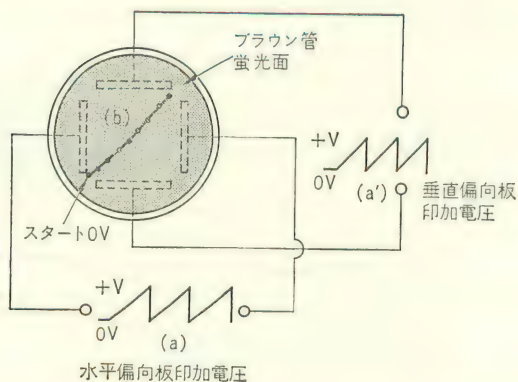 ブラウン管
蛍光面
(b)
+V
0V
(a')
垂直偏向板
印加電圧
スタート0V
+V
0V
(a)
水平偏向板印加電圧